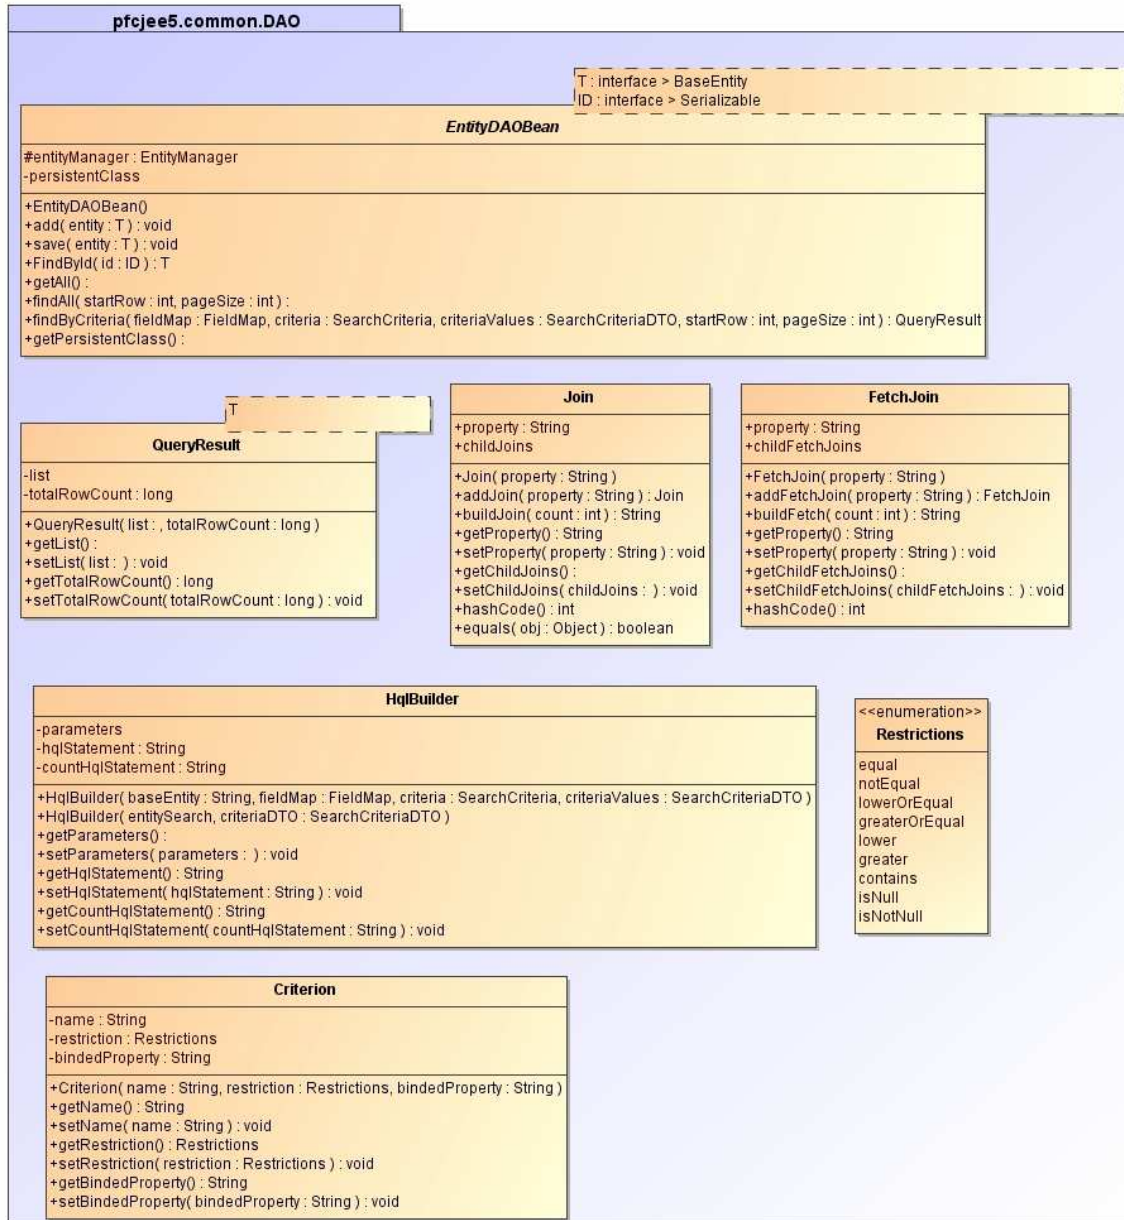 pfcjee5.common.DAO
T : interface > BaseEntity
ID : interface > Serializable
EntityDAOBean
#entityManager : EntityManager
-persistentClass
+EntityDAOBean()
+add( entity : T ) : void
+save( entity : T ) : void
+FindById( id : ID ) : T
+getAll() :
+findAll( startRow : int, pageSize : int ) :
+findByCriteria( fieldMap : FieldMap, criteria : SearchCriteria, criteriaValues : SearchCriteriaDTO, startRow : int, pageSize : int ) : QueryResult
+getPersistentClass() :
T
QueryResult
-list
-totalRowCount : long
+QueryResult( list : , totalRowCount : long )
+getList() :
+setList( list : ) : void
+getTotalRowCount() : long
+setTotalRowCount( totalRowCount : long ) : void
Join
+property : String
+childJoins
+Join( property : String )
+addJoin( property : String ) : Join
+buildJoin( count : int ) : String
+getProperty() : String
+setProperty( property : String ) : void
+getChildJoins() :
+setChildJoins( childJoins : ) : void
+hashCode() : int
+equals( obj : Object ) : boolean
FetchJoin
+property : String
+childFetchJoins
+FetchJoin( property : String )
+addFetchJoin( property : String ) : FetchJoin
+buildFetch( count : int ) : String
+getProperty() : String
+setProperty( property : String ) : void
+getChildFetchJoins() :
+setChildFetchJoins( childFetchJoins : ) : void
+hashCode() : int
HqlBuilder
-parameters
-hqlStatement : String
-countHqlStatement : String
+HqlBuilder( baseEntity : String, fieldMap : FieldMap, criteria : SearchCriteria, criteriaValues : SearchCriteriaDTO )
+HqlBuilder( entitySearch, criteriaDTO : SearchCriteriaDTO )
+getParameters() :
+setParameters( parameters : ) : void
+getHqlStatement() : String
+setHqlStatement( hqlStatement : String ) : void
+getCountHqlStatement() : String
+setCountHqlStatement( countHqlStatement : String ) : void
<<enumeration>>
Restrictions
equal
notEqual
lowerOrEqual
greaterOrEqual
lower
greater
contains
isNull
isNotNull
Criterion
-name : String
-restriction : Restrictions
-bindedProperty : String
+Criterion( name : String, restriction : Restrictions, bindedProperty : String )
+getName() : String
+setName( name : String ) : void
+getRestriction() : Restrictions
+setRestriction( restriction : Restrictions ) : void
+getBindedProperty() : String
+setBindedProperty( bindedProperty : String ) : void